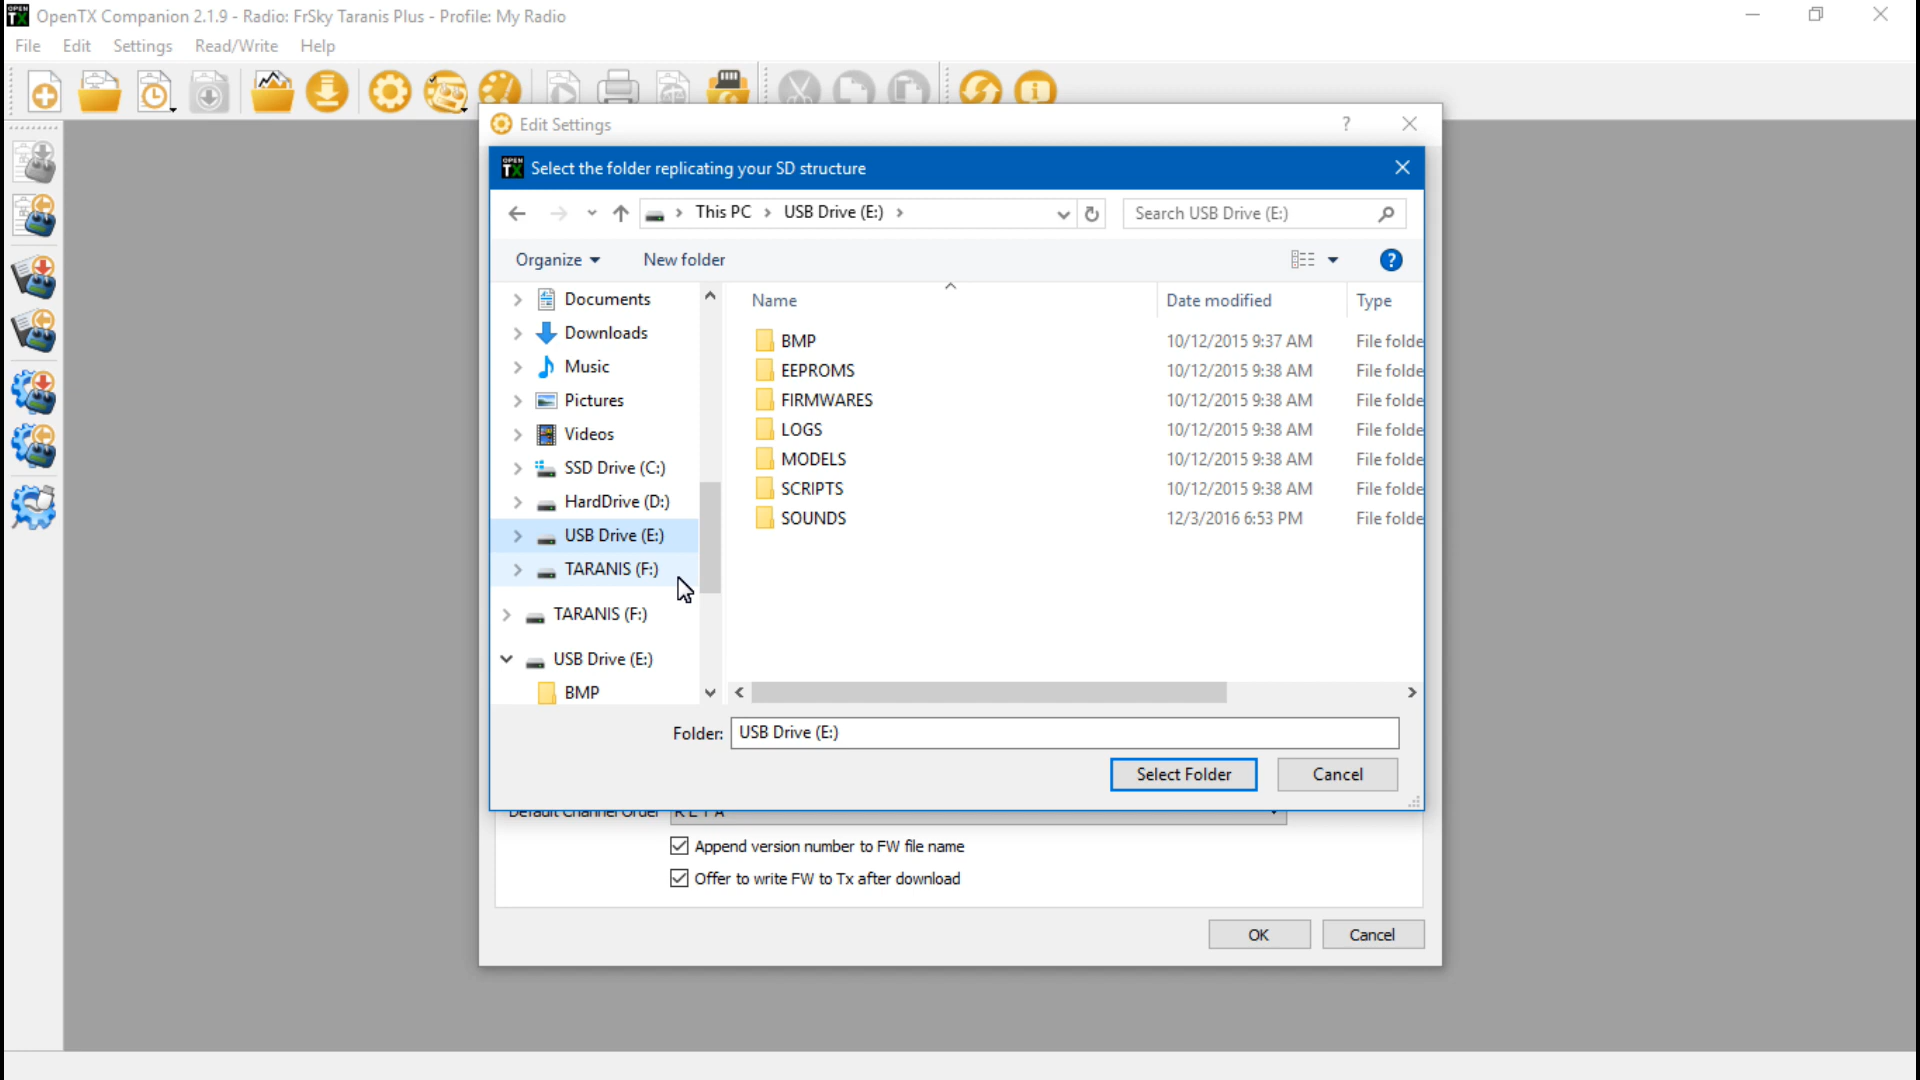 OpenTX Companion 2.1.9 - Radio: FrSky Taranis Plus - Profile: My Radio
File Edit Settings Read/Write Help
Edit Settings ?
OPEN TX Select the folder replicating your SD structure
This PC > USB Drive (E:) > Search USB Drive (E:)
Organize New folder ?
Name Date modified Type
Documents
Downloads
Music
Pictures
Videos
SSD Drive (C:)
HardDrive (D:)
USB Drive (E:)
TARANIS (F:)
TARANIS (F:)
USB Drive (E:)
BMP
BMP 10/12/2015 9:37 AM File folde
EEPROMS 10/12/2015 9:38 AM File folde
FIRMWARES 10/12/2015 9:38 AM File folde
LOGS 10/12/2015 9:38 AM File folde
MODELS 10/12/2015 9:38 AM File folde
SCRIPTS 10/12/2015 9:38 AM File folde
SOUNDS 12/3/2016 6:53 PM File folde
Folder: USB Drive (E:)
Select Folder Cancel
Default Channel Order R E T A
Append version number to FW file name
Offer to write FW to Tx after download
OK Cancel